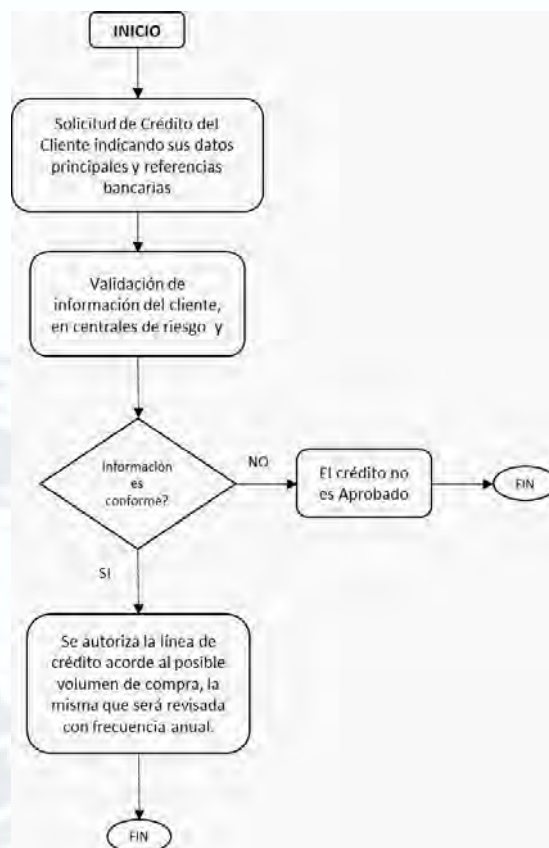 INICIO
Solicitud de Crédito del
Cliente indicando sus datos
principales y referencias
bancarias
Validación de
información del cliente,
en centrales de riesgo y
Información
es
conforme?
NO
El crédito no
es Aprobado
FIN
SI
Se autoriza la línea de
crédito acorde al posible
volumen de compra, la
misma que será revisada
con frecuencia anual.
FIN